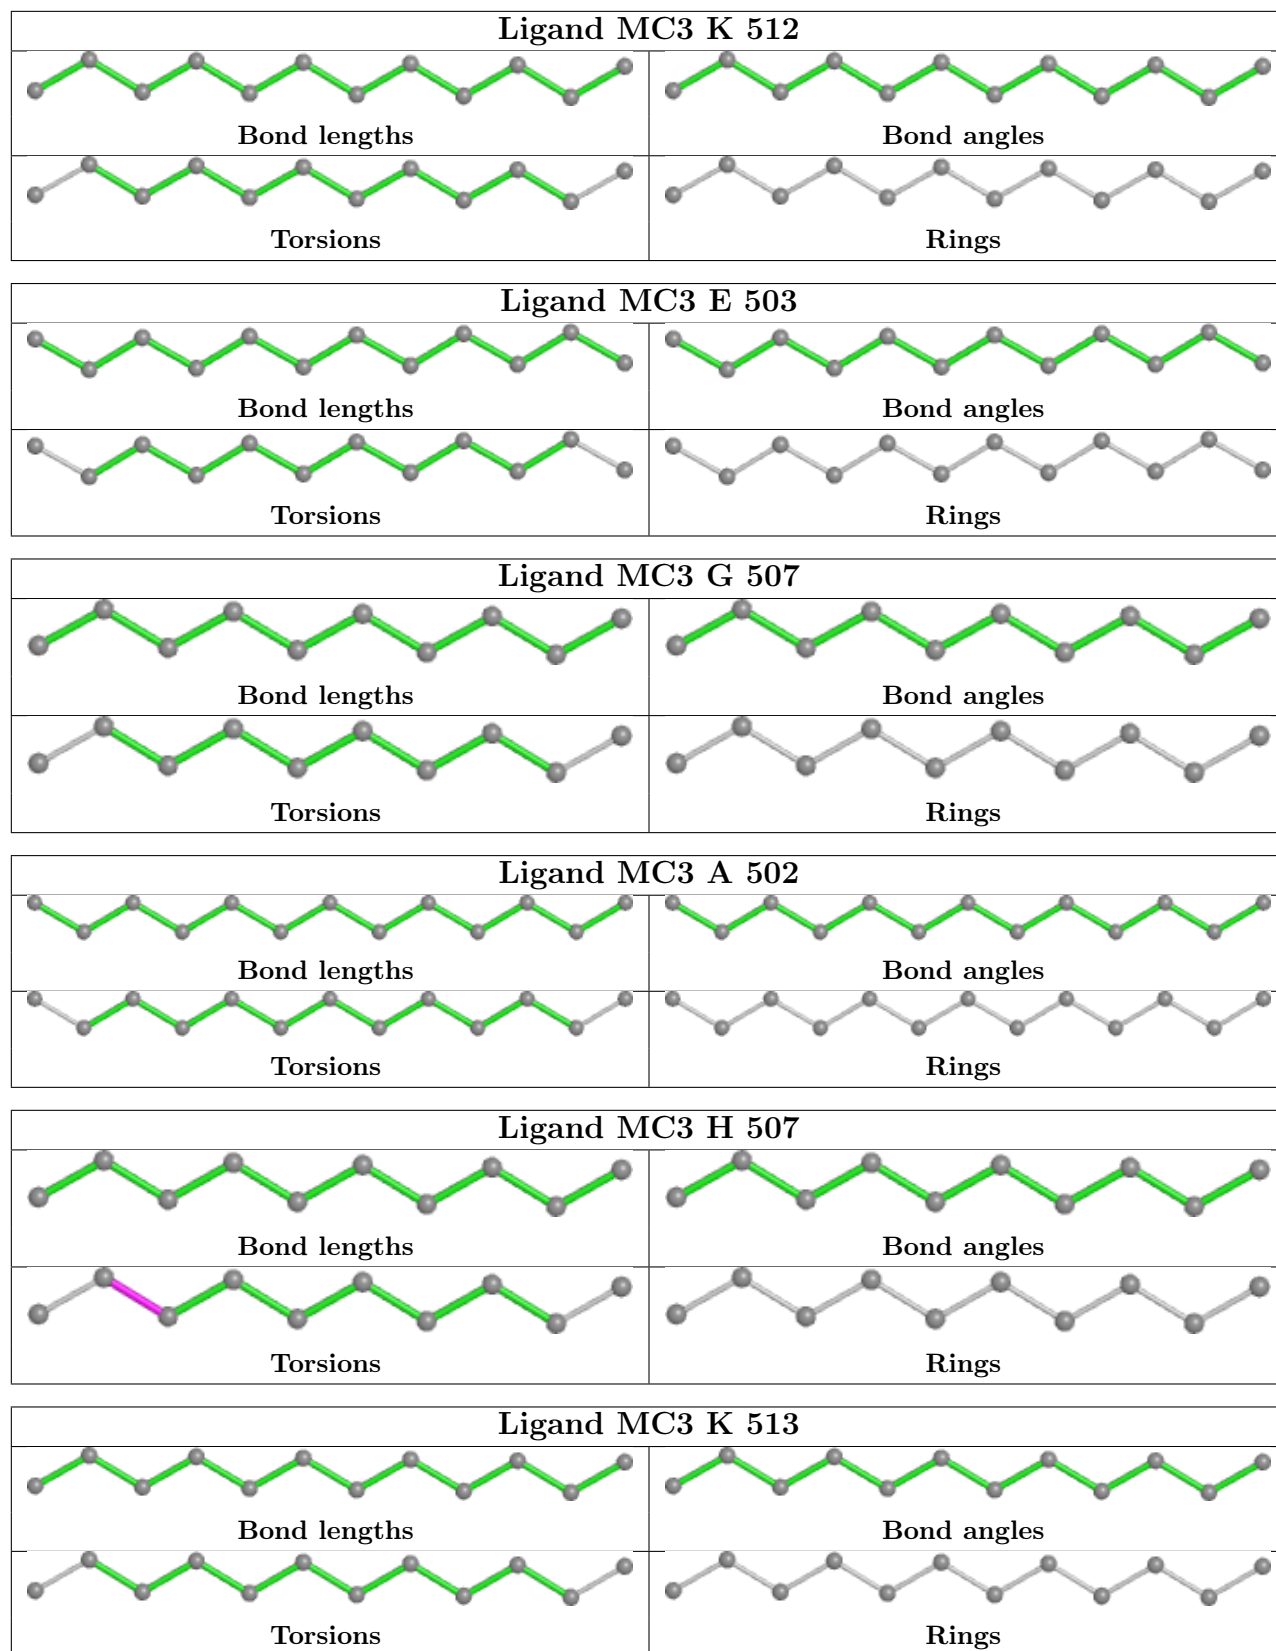 Ligand MC3 K 512
Bond lengths Bond angles
Torsions Rings
Ligand MC3 E 503
Bond lengths Bond angles
Torsions Rings
Ligand MC3 G 507
Bond lengths Bond angles
Torsions Rings
Ligand MC3 A 502
Bond lengths Bond angles
Torsions Rings
Ligand MC3 H 507
Bond lengths Bond angles
Torsions Rings
Ligand MC3 K 513
Bond lengths Bond angles
Torsions Rings